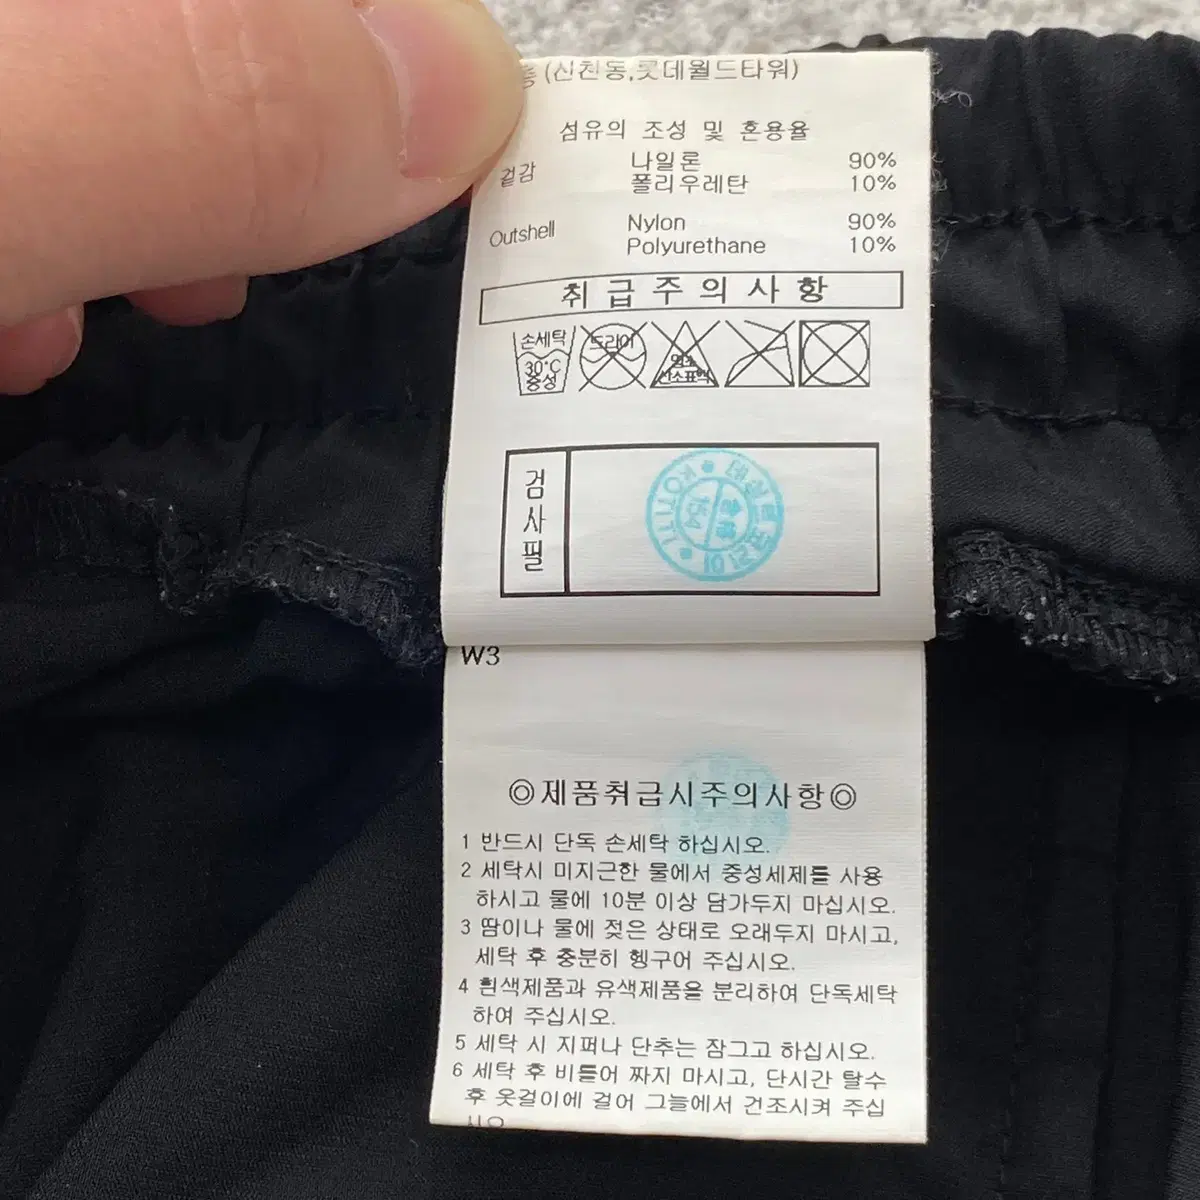 (신천동,롯데월드타워)
섬유의 조성 및 혼용율
겉감 나일론 90%
폴리우레탄 10%
Outshell Nylon 90%
Polyurethane 10%
취급주의사항
손세탁 30°C 중성 드라이 염소 산소표백
검사필
KOTITI
154
W3
◎제품취급시주의사항◎
1 반드시 단독 손세탁 하십시오.
2 세탁시 미지근한 물에서 중성세제를 사용
하시고 물에 10분 이상 담가두지 마십시오.
3 땀이나 물에 젖은 상태로 오래두지 마시고,
세탁 후 충분히 헹구어 주십시오.
4 흰색제품과 유색제품을 분리하여 단독세탁
하여 주십시오.
5 세탁 시 지퍼나 단추는 잠그고 하십시오.
6 세탁 후 비틀어 짜지 마시고, 단시간 탈수
후 옷걸이에 걸어 그늘에서 건조시켜 주십
시오